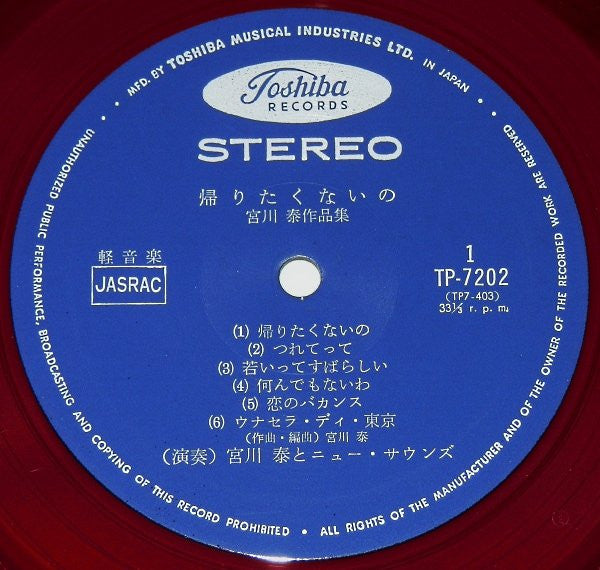 MFD. BY TOSHIBA MUSICAL INDUSTRIES LTD. IN JAPAN •
Toshiba
RECORDS
STEREO
帰りたくないの
宮川 泰作品集
軽音楽
JASRAC
1
TP-7202
(TP7-403)
33⅓ r. p. m.
(1) 帰りたくないの
(2) つれてって
(3) 若いってすばらしい
(4) 何んでもないわ
(5) 恋のバカンス
(6) ウナセラ・ディ・東京
(作曲・編曲) 宮川 泰
(演奏) 宮川 泰とニュー・サウンズ
• UNAUTHORIZED PUBLIC PERFORMANCE, BROADCASTING AND COPYING OF THIS RECORD PROHIBITED •
ALL RIGHTS OF THE MANUFACTURER AND OF THE OWNER OF THE RECORDED WORK ARE RESERVED